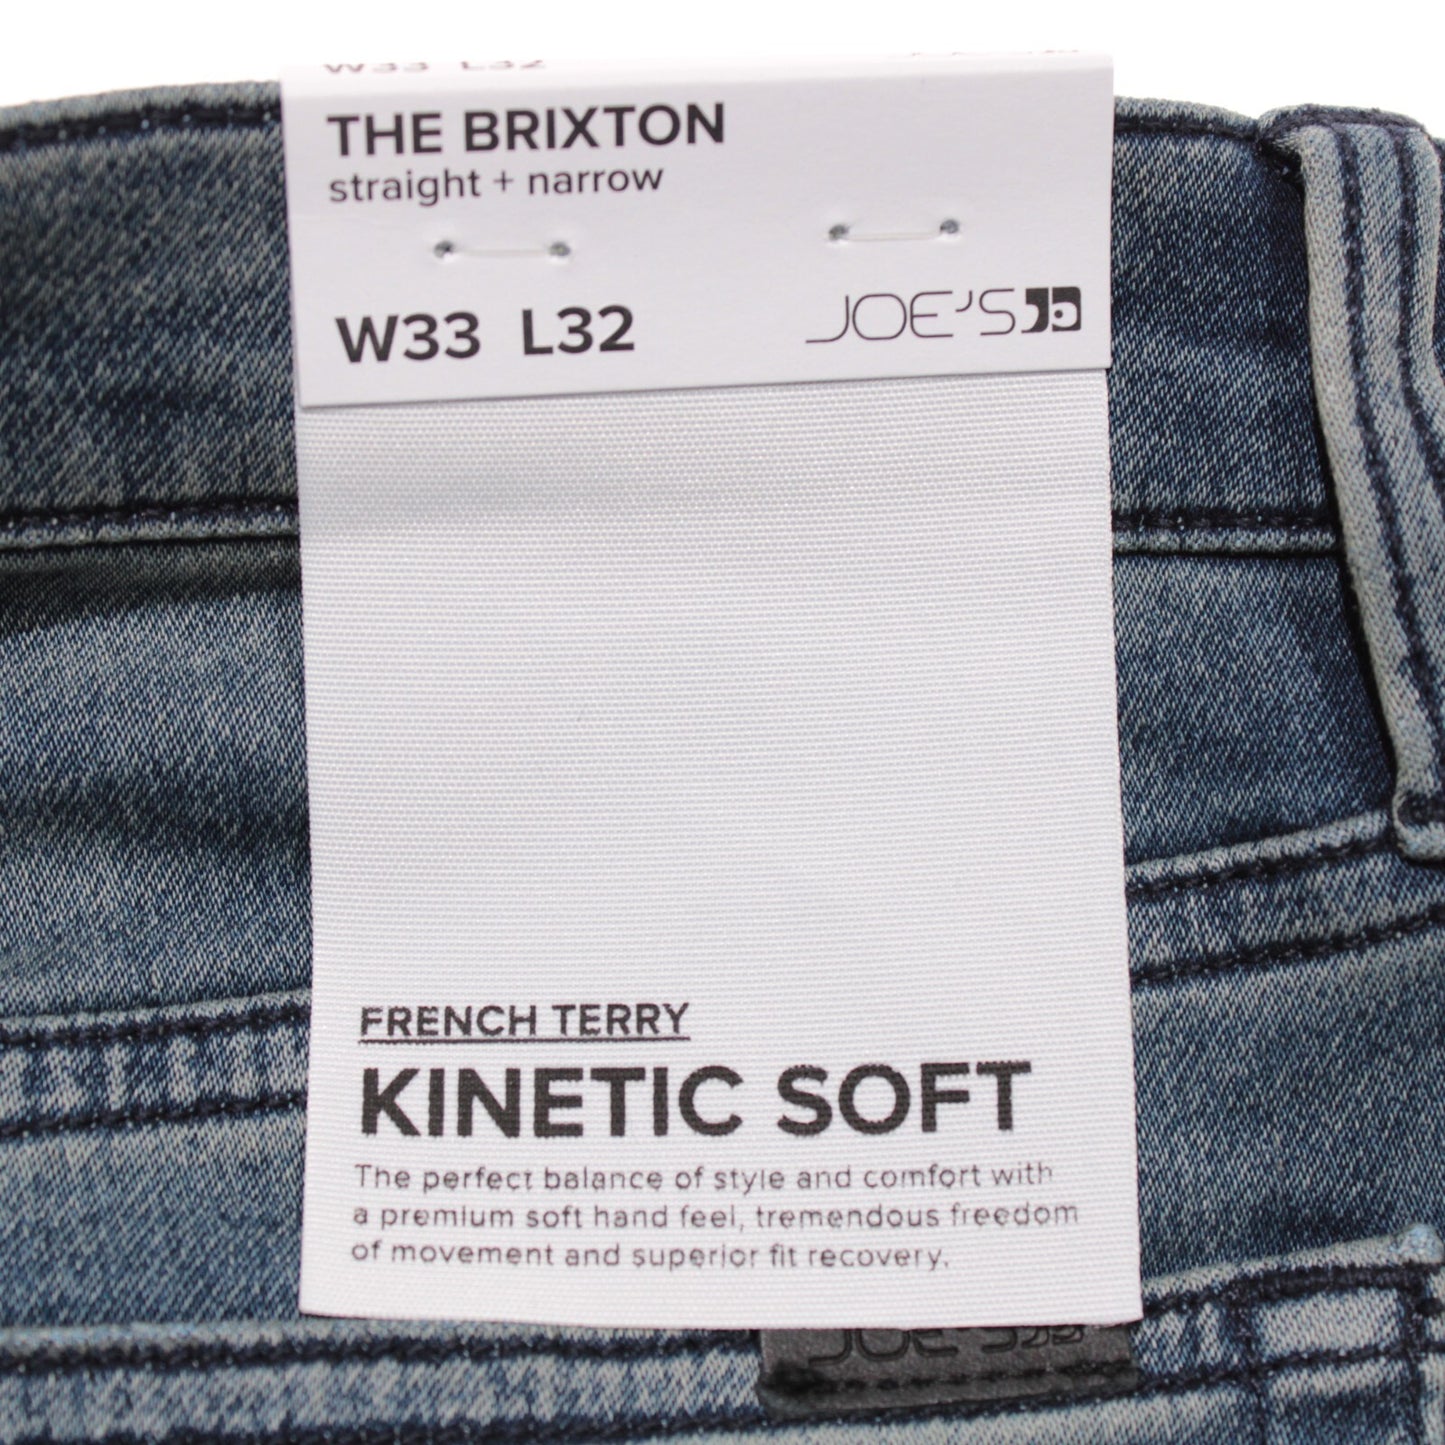 W33 L32
THE BRIXTON
straight + narrow
W33 L32
JOE'S
FRENCH TERRY
KINETIC SOFT
The perfect balance of style and comfort with
a premium soft hand feel, tremendous freedom
of movement and superior fit recovery.
JOE'S